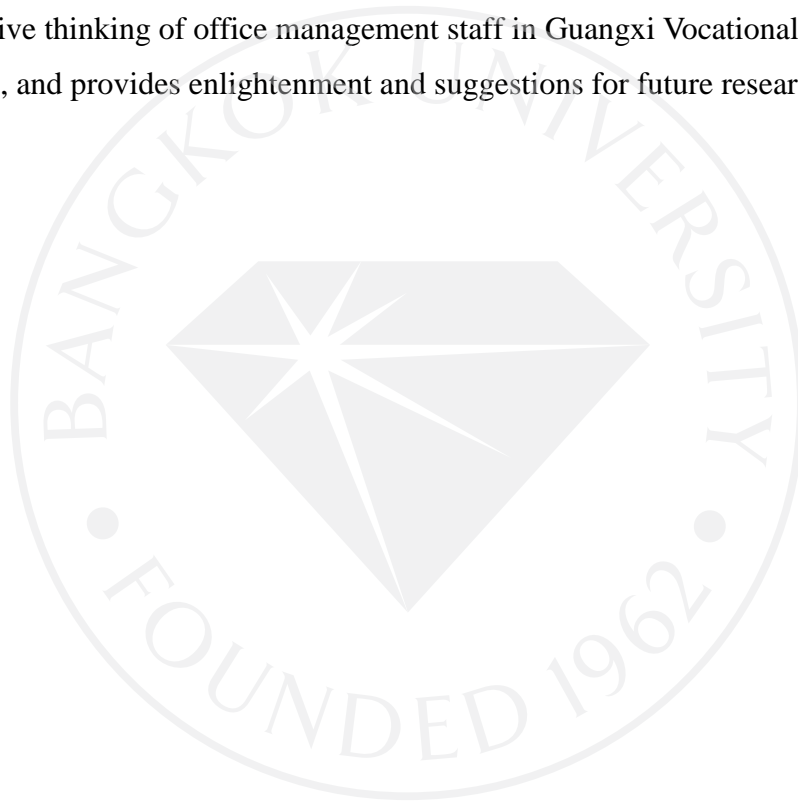 ive thinking of office management staff in Guangxi Vocational
, and provides enlightenment and suggestions for future resear
BANGKOK UNIVERSITY
FOUNDED 1962